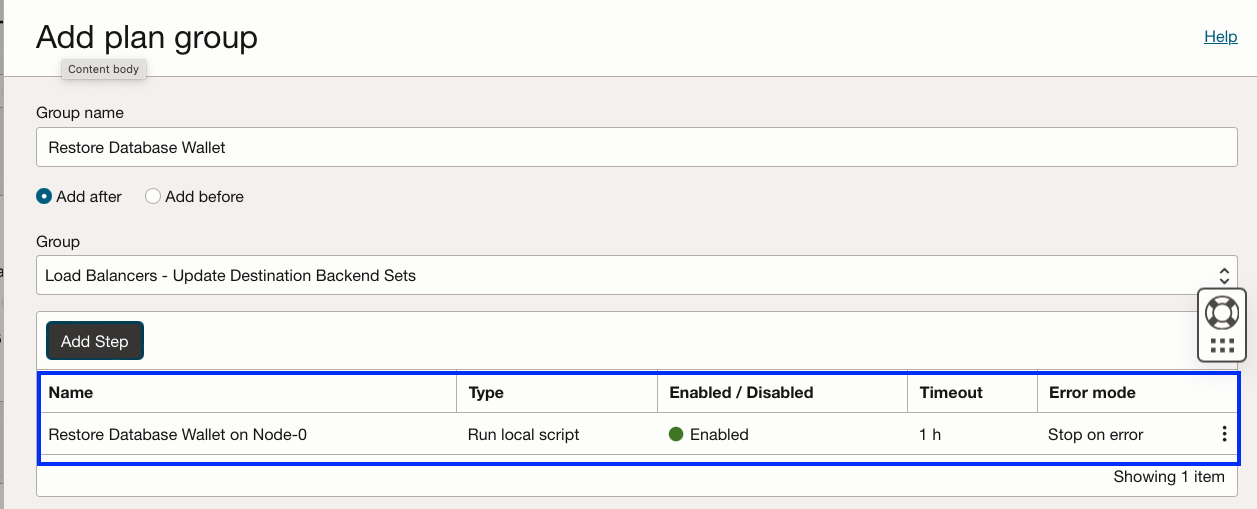 Add plan group
Help
Content body
Group name
Restore Database Wallet
Add after Add before
Group
Load Balancers - Update Destination Backend Sets
Add Step
Name Type Enabled / Disabled Timeout Error mode
Restore Database Wallet on Node-0 Run local script Enabled 1 h Stop on error
Showing 1 item